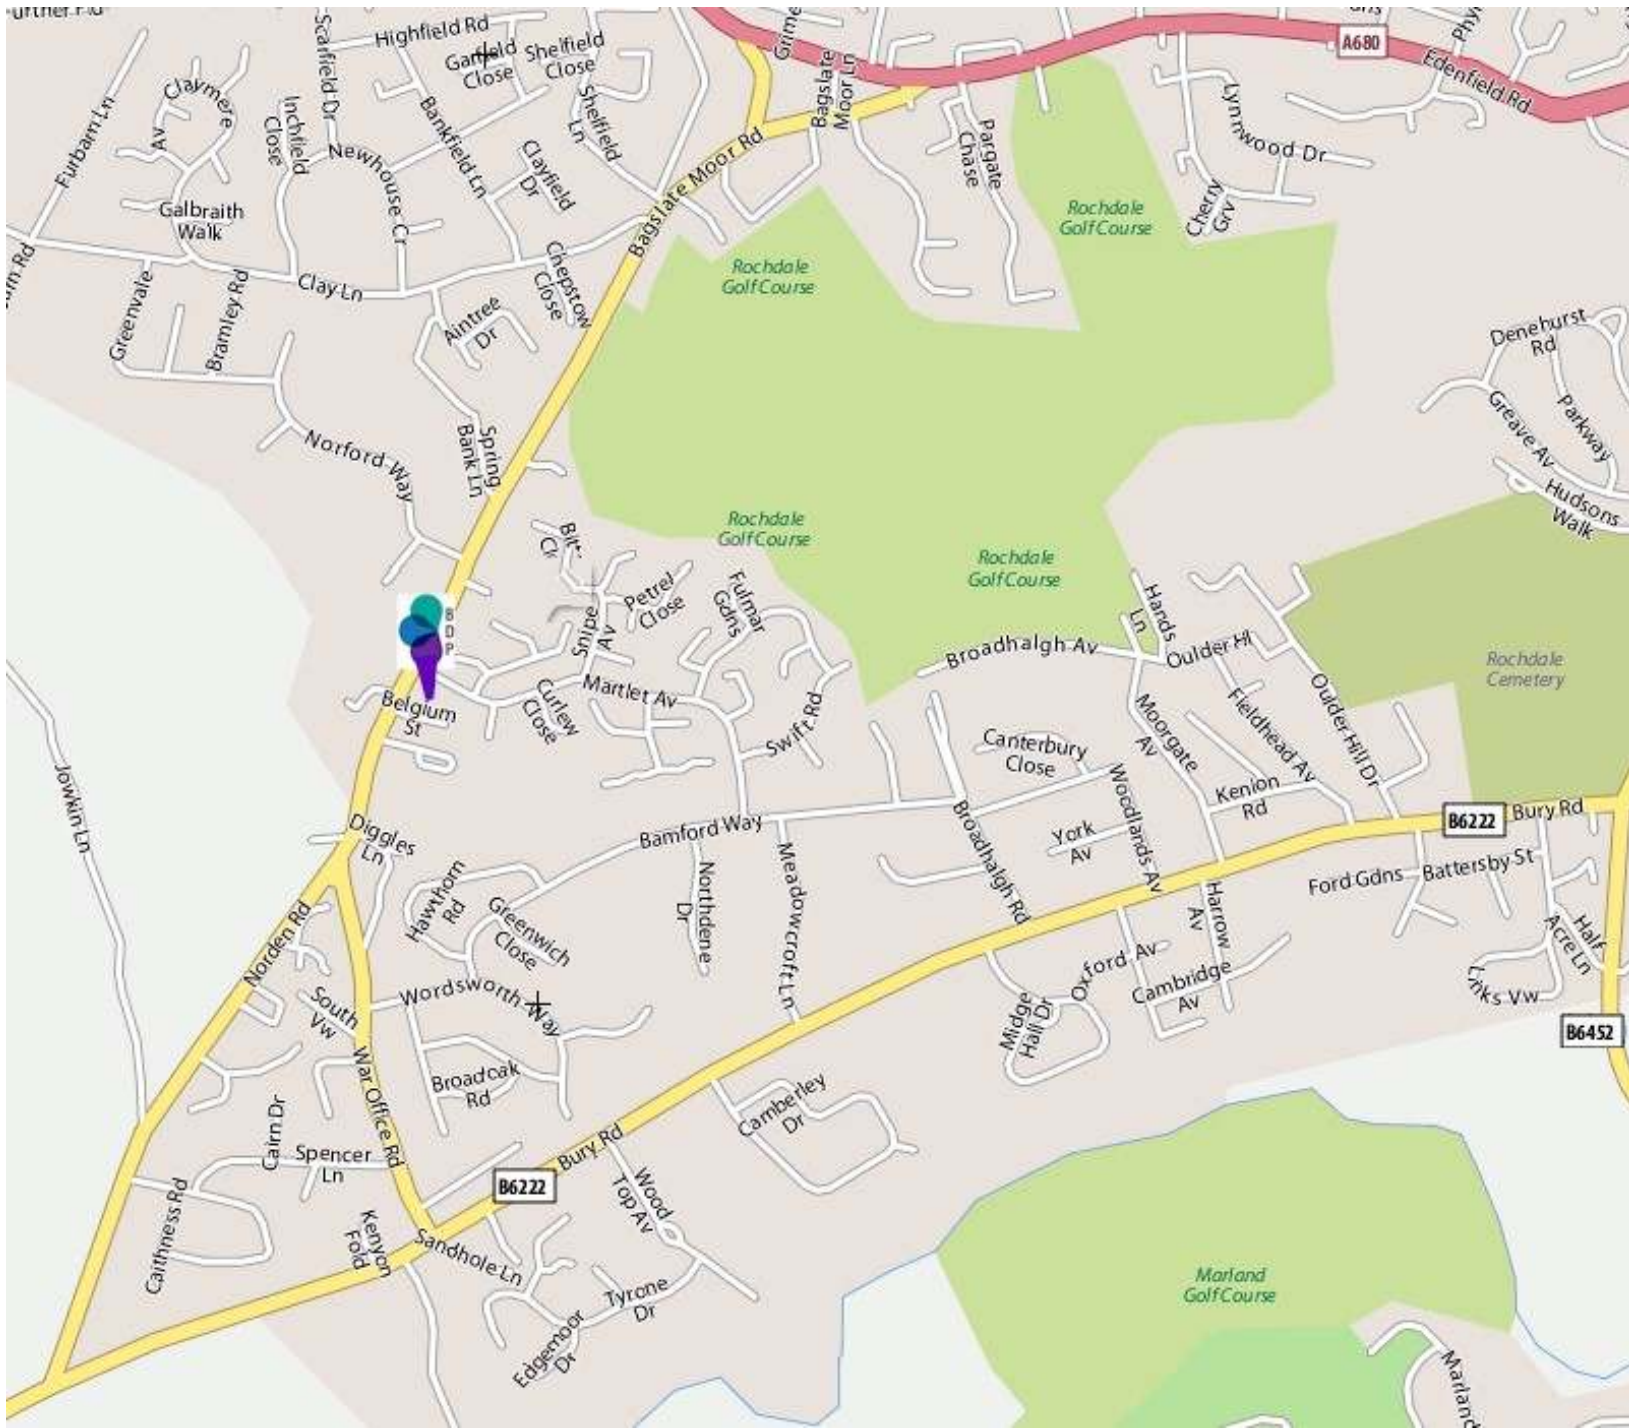 Highfield Rd
Scarfield Dr
Garfield
Close
Shelfield
Close
Grime
Bagslate
Moor Ln
A680
Edenfield Rd
Furbarn Ln
Claymere
Av
Inchfield
Close
Bankfield Ln
Shelfield
Ln
Newhouse Cr
Clayfield
Dr
Bagslate Moor Rd
Pargate
Chase
Lynnwood Dr
Cherry
Grv
Galbraith
Walk
Rochdale
Golf Course
Clay Ln
Greenvale
Bramley Rd
Chepstow
Close
Aintree
Dr
Rochdale
Golf Course
Denehurst
Rd
Parkway
Greave Av
Hudsons
Walk
Norford Way
Spring
Bank Ln
Rochdale
Golf Course
Rochdale
Golf Course
Petrel
Close
Fulmar
Gdns
Snipe
Av
B
D
P
Hands
Ln
Broadhalgh Av
Oulder Hl
Rochdale
Cemetery
Belgium
St
Curlew
Close
Martlet Av
Swift Rd
Moorgate
Av
Fieldhead Av
Oulder Hill Dr
Canterbury
Close
Jowkin Ln
Diggles
Ln
Bamford Way
Kenion
Rd
Woodlands Av
York
Av
B6222
Bury Rd
Broadhalgh Rd
Meadowcroft Ln
Northdene
Dr
Hawthorn
Rd
Greenwich
Close
Ford Gdns
Battersby St
Harrow
Av
Half
Acre Ln
Links Vw
Norden Rd
Oxford Av
Cambridge
Av
Midge
Hall Dr
Wordsworth Way
South
Vw
B6452
War Office Rd
Broadoak
Rd
Camberley
Dr
Cairn Dr
Spencer
Ln
Bury Rd
B6222
Caithness Rd
Kenyon
Fold
Sandhole Ln
Wood
Top Av
Tyrone
Dr
Edgemoor
Dr
Marland
Golf Course
Marland